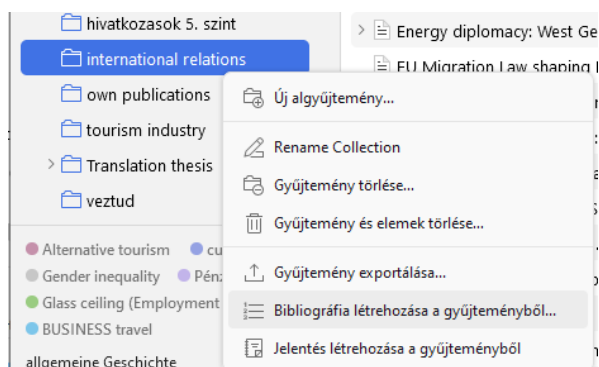 hivatkozasok 5. szint
international relations
own publications
tourism industry
Translation thesis
veztud
Alternative tourism
Gender inequality
Glass ceiling (Employment
BUSINESS travel
allgemeine Geschichte
Energy diplomacy: West Ge
EU Migration Law shaping
Új algyűjtemény...
Rename Collection
Gyűjtemény törlése...
Gyűjtemény és elemek törlése...
Gyűjtemény exportálása...
Bibliográfia létrehozása a gyűjteményből...
Jelentés létrehozása a gyűjteményből